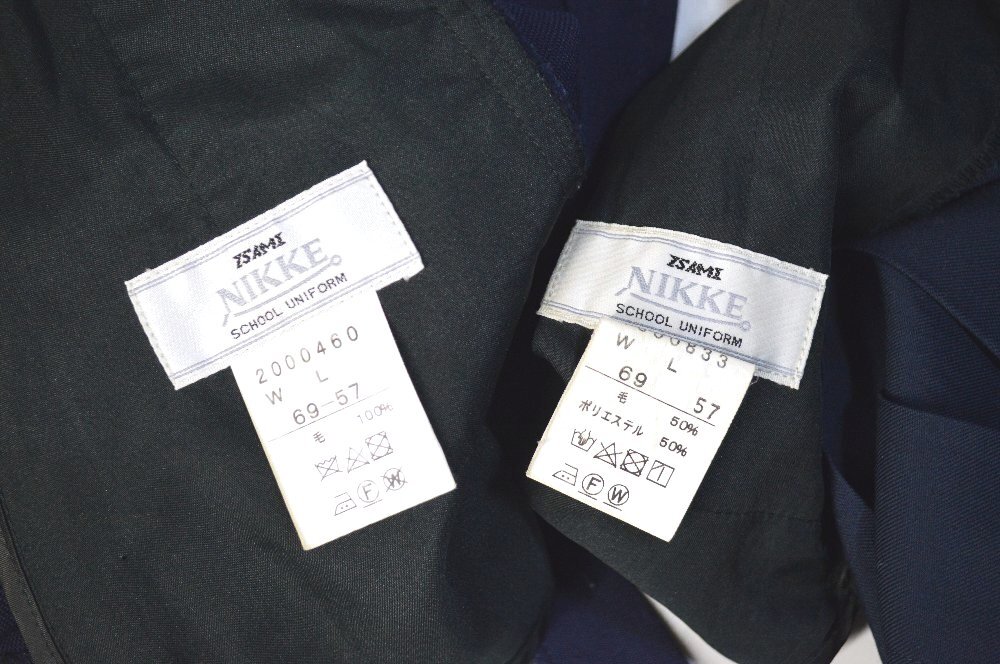 ISAMI
NIKKE
SCHOOL UNIFORM
2000460
W L
69-57
毛 100%
F W
ISAMI
NIKKE
SCHOOL UNIFORM
W L
69 57
毛 50%
ポリエステル 50%
F W